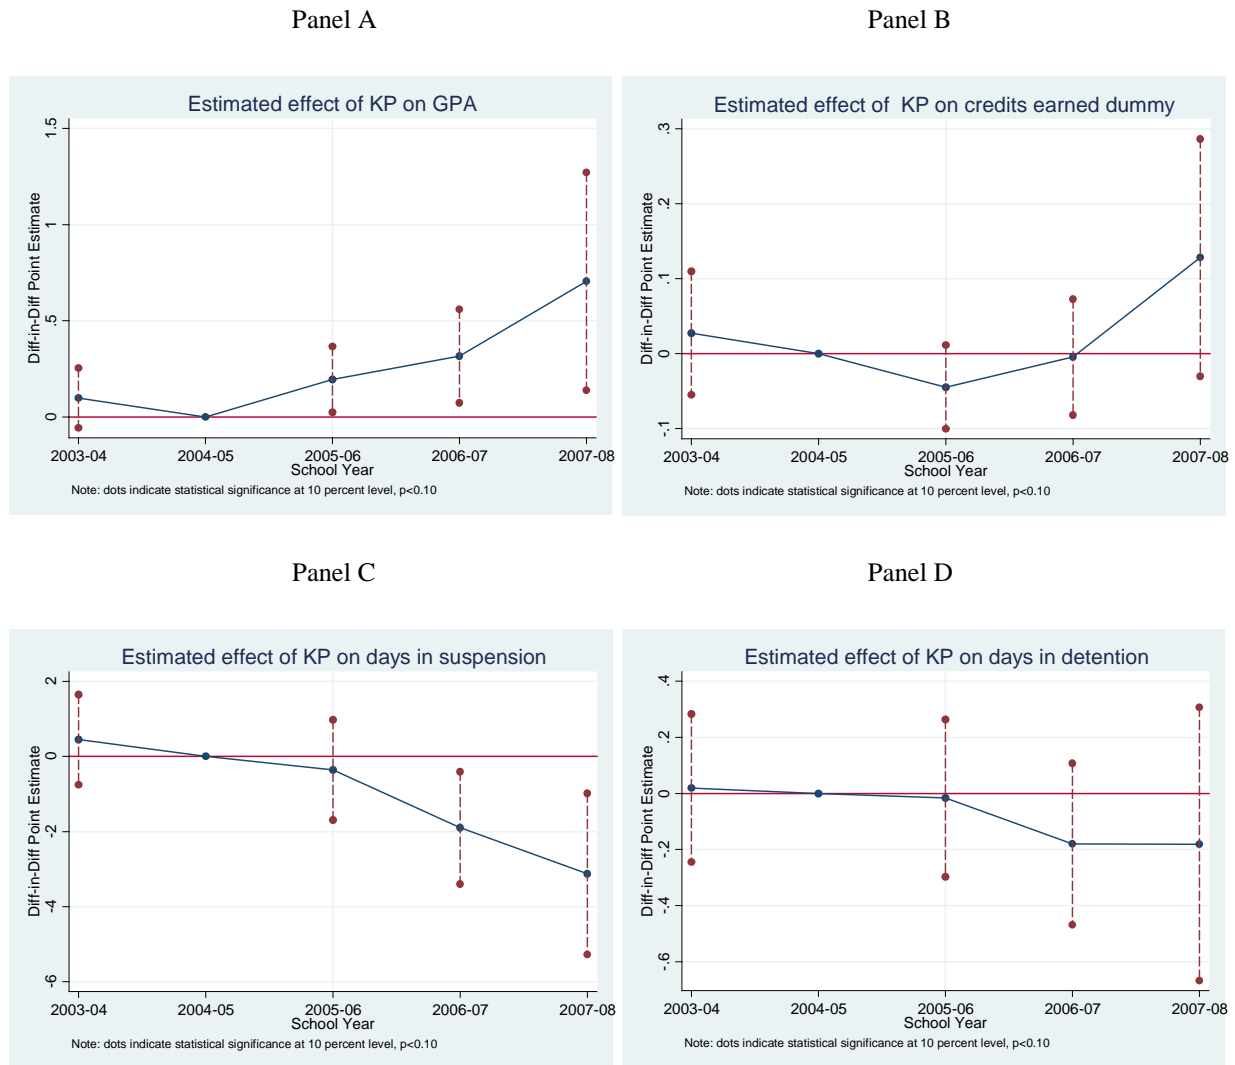 Panel A
Panel B
Estimated effect of KP on GPA
Diff-in-Diff Point Estimate
1.5
1
.5
0
2003-04 2004-05 2005-06 2006-07 2007-08
School Year
Note: dots indicate statistical significance at 10 percent level, p<0.10
Estimated effect of KP on credits earned dummy
Diff-in-Diff Point Estimate
.3
.2
.1
0
-.1
2003-04 2004-05 2005-06 2006-07 2007-08
School Year
Note: dots indicate statistical significance at 10 percent level, p<0.10
Panel C
Panel D
Estimated effect of KP on days in suspension
Diff-in-Diff Point Estimate
2
0
-2
-4
-6
2003-04 2004-05 2005-06 2006-07 2007-08
School Year
Note: dots indicate statistical significance at 10 percent level, p<0.10
Estimated effect of KP on days in detention
Diff-in-Diff Point Estimate
.4
.2
0
-.2
-.4
-.6
2003-04 2004-05 2005-06 2006-07 2007-08
School Year
Note: dots indicate statistical significance at 10 percent level, p<0.10